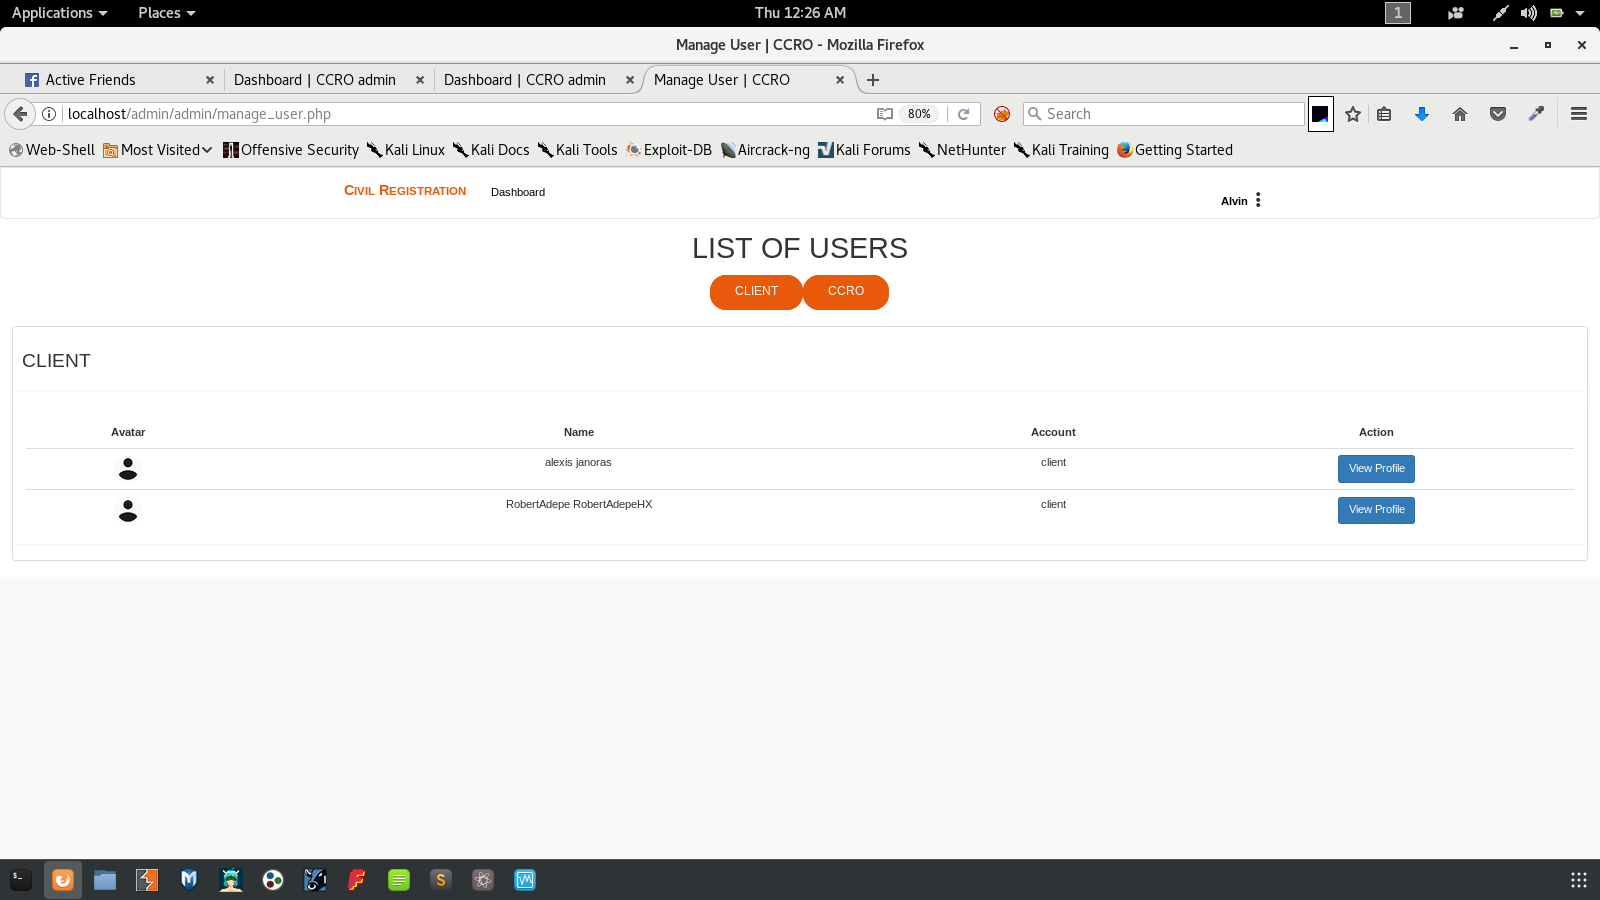 Applications Places Thu 12:26 AM 1
Manage User | CCRO - Mozilla Firefox
Active Friends Dashboard | CCRO admin Dashboard | CCRO admin Manage User | CCRO
localhost/admin/admin/manage_user.php 80% Search
Web-Shell Most Visited Offensive Security Kali Linux Kali Docs Kali Tools Exploit-DB Aircrack-ng Kali Forums NetHunter Kali Training Getting Started
CIVIL REGISTRATION Dashboard Alvin
LIST OF USERS
CLIENT CCRO
CLIENT
Avatar Name Account Action
alexis janoras client View Profile
RobertAdepe RobertAdepeHX client View Profile